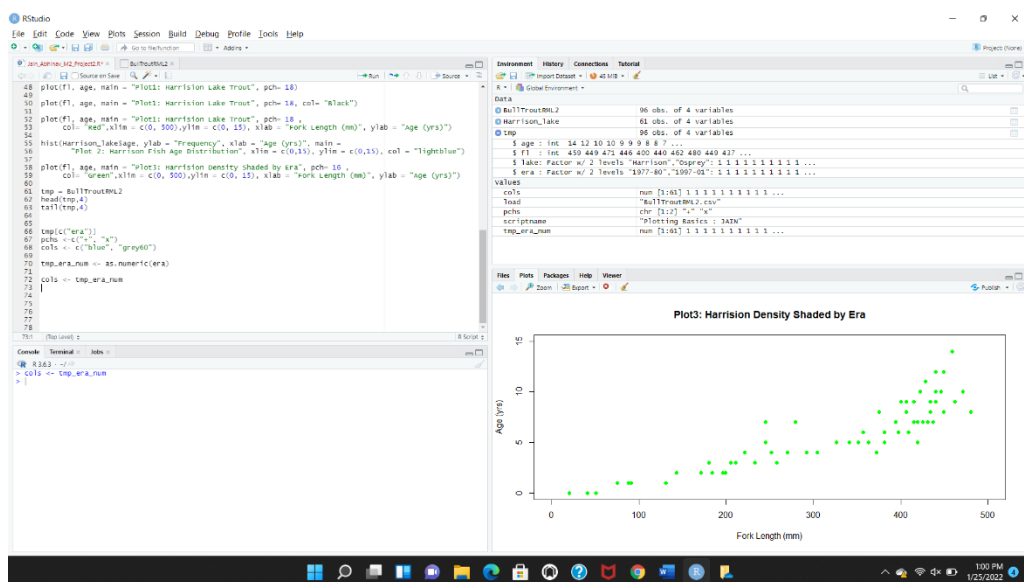 RStudio
File Edit Code View Plots Session Build Debug Profile Tools Help
Go to file/function
Addins
Project: (None)
Jain_Abhinav_M2_Project2.R*
BullTroutRML2
Source on Save
Run
Source
48 plot(fl, age, main = "Plot1: Harrision Lake Trout", pch= 18)
49
50 plot(fl, age, main = "Plot1: Harrision Lake Trout", pch= 18, col= "Black")
51
52 plot(fl, age, main = "Plot1: Harrision Lake Trout", pch= 18 ,
53 col= "Red",xlim = c(0, 500),ylim = c(0, 15), xlab = "Fork Length (mm)", ylab = "Age (yrs)")
54
55 hist(Harrison_lake$age, ylab = "Frequency", xlab = "Age (yrs)", main =
56 "Plot 2: Harrison Fish Age Distribution", xlim = c(0,15), ylim = c(0,15), col = "lightblue")
57
58 plot(fl, age, main = "Plot3: Harrision Density Shaded by Era", pch= 16 ,
59 col= "Green",xlim = c(0, 500),ylim = c(0, 15), xlab = "Fork Length (mm)", ylab = "Age (yrs)")
60
61 tmp = BullTroutRML2
62 head(tmp,4)
63 tail(tmp,4)
64
65
66 tmp[c("era")]
67 pchs <-c("+", "x")
68 cols <- c("blue", "grey60")
69
70 tmp_era_num <- as.numeric(era)
71
72 cols <- tmp_era_num
73
74
75
76
77
78
73:1 (Top Level) R Script
Console Terminal Jobs
R 3.6.3 · ~/
> cols <- tmp_era_num
>
Environment History Connections Tutorial
Import Dataset 45 MiB List
R Global Environment
Data
BullTroutRML2 96 obs. of 4 variables
Harrison_lake 61 obs. of 4 variables
tmp 96 obs. of 4 variables
$ age : int 14 12 10 10 9 9 9 8 8 7 ...
$ fl : int 459 449 471 446 400 440 462 480 449 437 ...
$ lake: Factor w/ 2 levels "Harrison","Osprey": 1 1 1 1 1 1 1 1 1 1 ...
$ era : Factor w/ 2 levels "1977-80","1997-01": 1 1 1 1 1 1 1 1 1 1 ...
Values
cols num [1:61] 1 1 1 1 1 1 1 1 1 1 ...
load "BullTroutRML2.csv"
pchs chr [1:2] "+" "x"
scriptname "Plotting Basics : JAIN"
tmp_era_num num [1:61] 1 1 1 1 1 1 1 1 1 1 ...
Files Plots Packages Help Viewer
Zoom Export Publish
Plot3: Harrision Density Shaded by Era
15
10
5
0
Age (yrs)
0 100 200 300 400 500
Fork Length (mm)
1:00 PM
1/25/2022